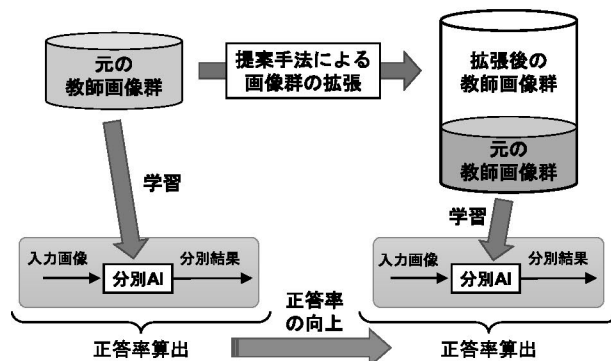 元の
教師画像群
提案手法による
画像群の拡張
拡張後の
教師画像群
元の
教師画像群
学習
学習
入力画像
分別AI
分別結果
入力画像
分別AI
分別結果
正答率
の向上
正答率算出
正答率算出